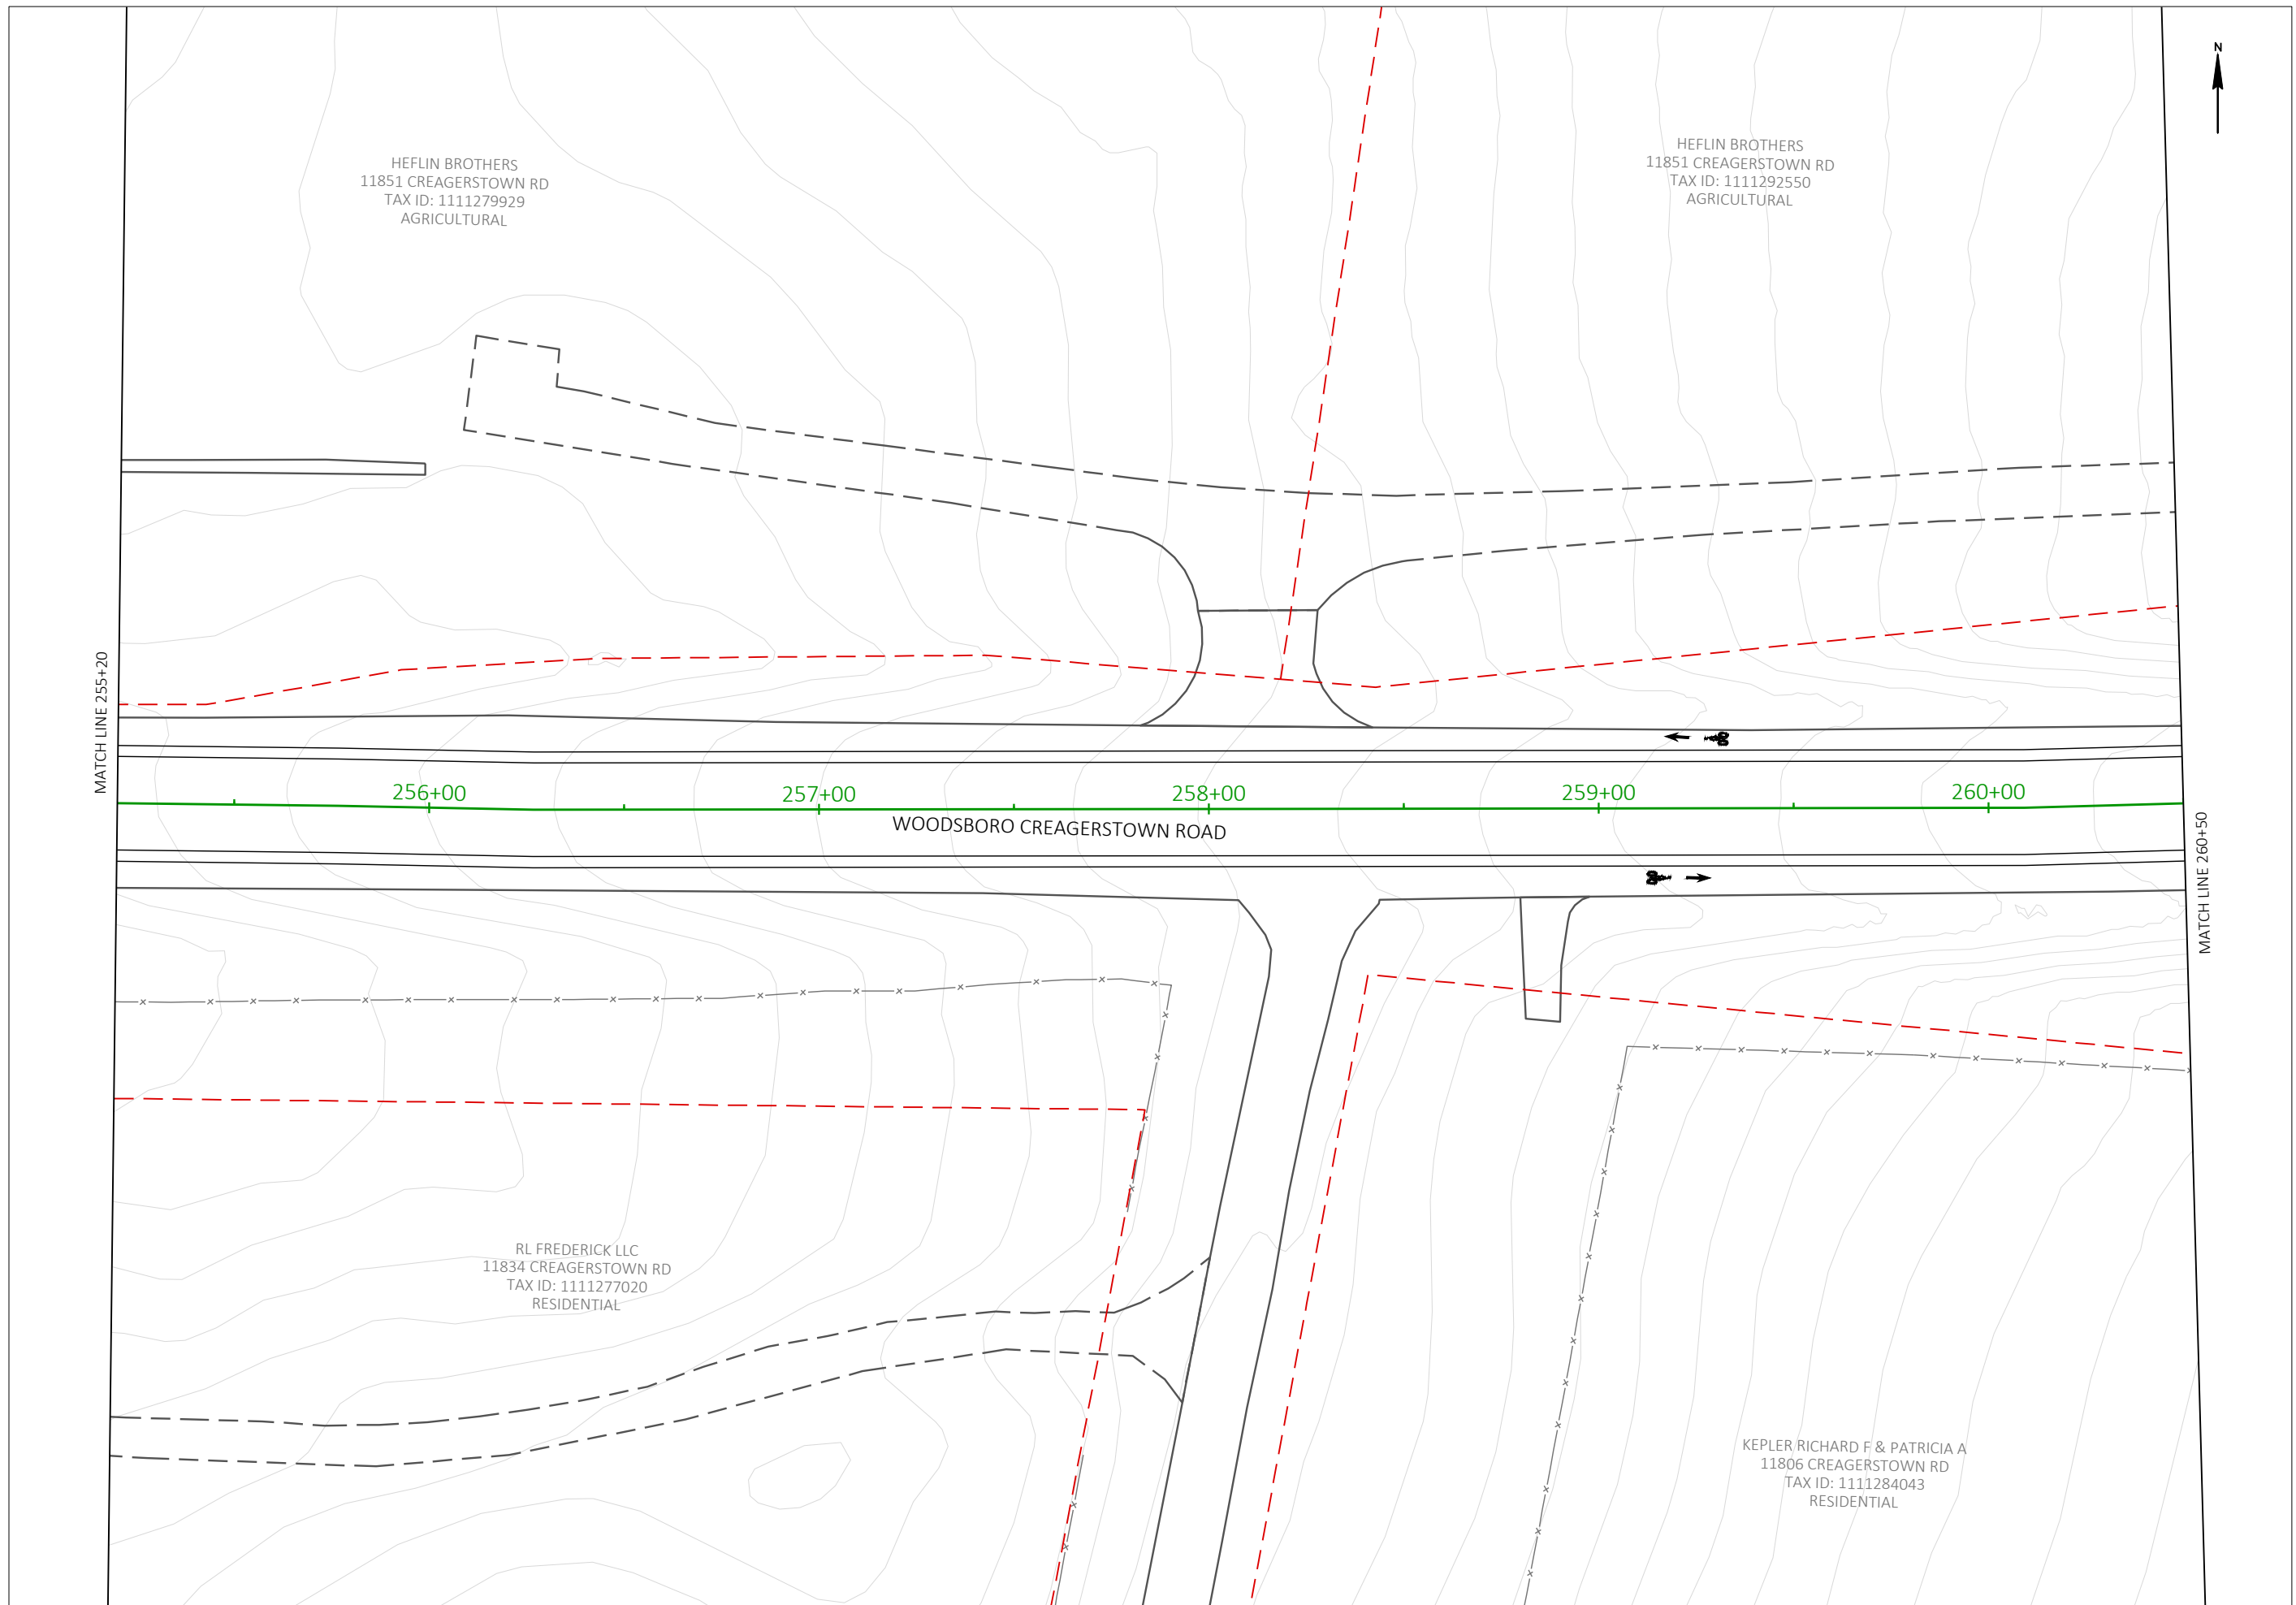 N
HEFLIN BROTHERS
11851 CREAGERSTOWN RD
TAX ID: 1111279929
AGRICULTURAL
HEFLIN BROTHERS
11851 CREAGERSTOWN RD
TAX ID: 1111292550
AGRICULTURAL
MATCH LINE 255+20
256+00
257+00
258+00
259+00
260+00
WOODSBORO CREAGERSTOWN ROAD
MATCH LINE 260+50
RL FREDERICK LLC
11834 CREAGERSTOWN RD
TAX ID: 1111277020
RESIDENTIAL
KEPLER RICHARD F & PATRICIA A
11806 CREAGERSTOWN RD
TAX ID: 1111284043
RESIDENTIAL